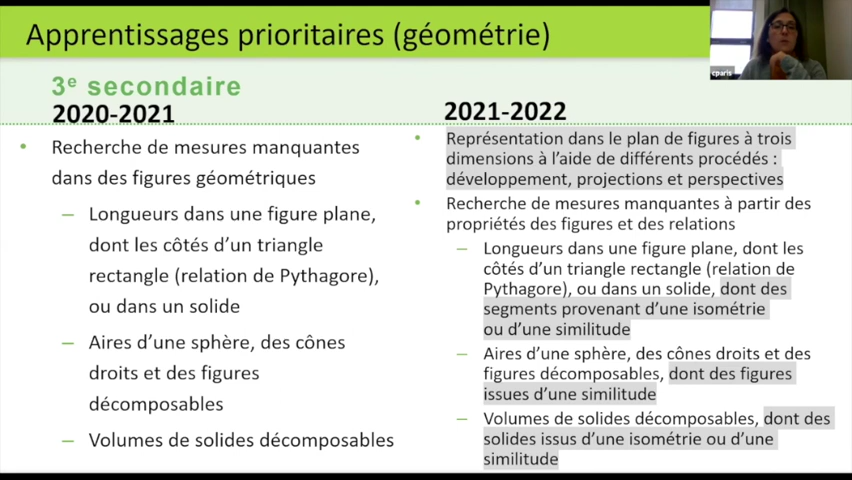 Apprentissages prioritaires (géométrie)
cparis
3e secondaire
2020-2021
• Recherche de mesures manquantes
dans des figures géométriques
– Longueurs dans une figure plane,
dont les côtés d'un triangle
rectangle (relation de Pythagore),
ou dans un solide
– Aires d'une sphère, des cônes
droits et des figures
décomposables
– Volumes de solides décomposables
2021-2022
• Représentation dans le plan de figures à trois
dimensions à l'aide de différents procédés :
développement, projections et perspectives
• Recherche de mesures manquantes à partir des
propriétés des figures et des relations
– Longueurs dans une figure plane, dont les
côtés d'un triangle rectangle (relation de
Pythagore), ou dans un solide, dont des
segments provenant d'une isométrie
ou d'une similitude
– Aires d'une sphère, des cônes droits et des
figures décomposables, dont des figures
issues d'une similitude
– Volumes de solides décomposables, dont des
solides issus d'une isométrie ou d'une
similitude